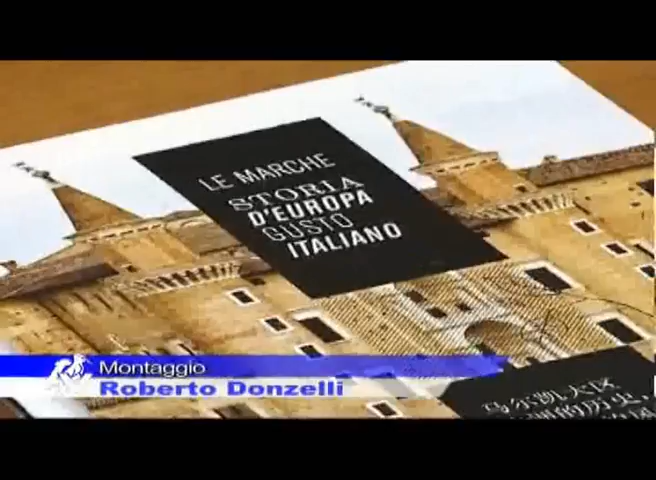 LE MARCHE
STORIA
D'EUROPA
GUSTO
ITALIANO
Montaggio
Roberto Donzelli
马尔凯大区